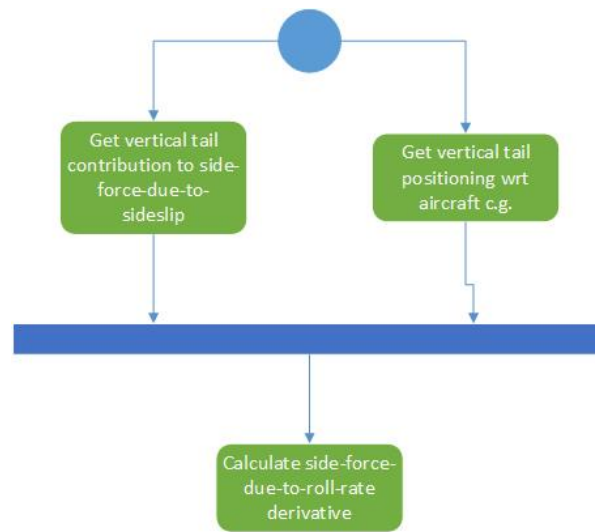 Get vertical tail
contribution to side-
force-due-to-
sideslip
Get vertical tail
positioning wrt
aircraft c.g.
Calculate side-force-
due-to-roll-rate
derivative